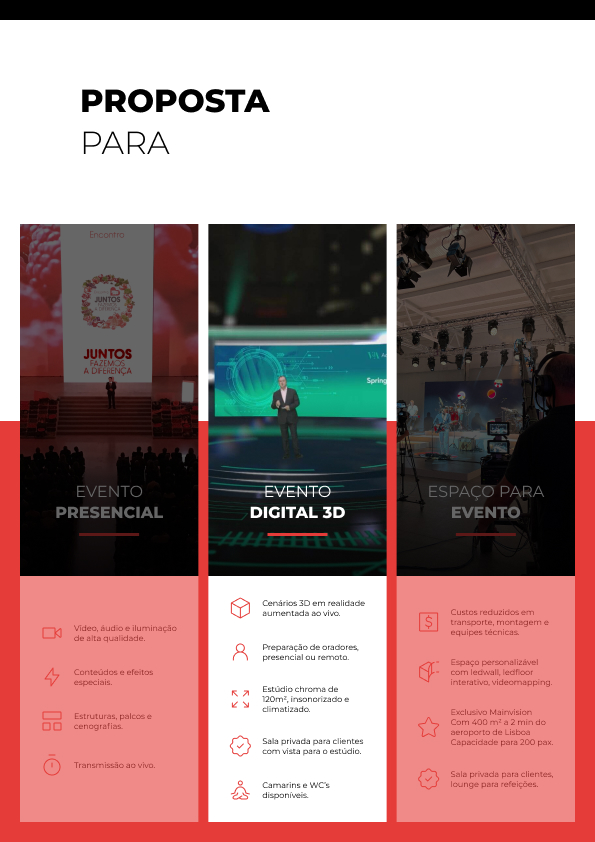 PROPOSTA
PARA
Encontro
JUNTOS
FAZEMOS
A DIFERENÇA
JUNTOS
FAZEMOS
A DIFERENÇA
EVENTO
PRESENCIAL
Vídeo, áudio e iluminação
de alta qualidade.
Conteúdos e efeitos
especiais.
Estruturas, palcos e
cenografias.
Transmissão ao vivo.
Spring
EVENTO
DIGITAL 3D
Cenários 3D em realidade
aumentada ao vivo.
Preparação de oradores,
presencial ou remoto.
Estúdio chroma de
120m², insonorizado e
climatizado.
Sala privada para clientes
com vista para o estúdio.
Camarins e WC's
disponíveis.
ESPAÇO PARA
EVENTO
Custos reduzidos em
transporte, montagem e
equipes técnicas.
Espaço personalizável
com ledwall, ledfloor
interativo, videomapping.
Exclusivo Mainvision
Com 400 m² a 2 min do
aeroporto de Lisboa
Capacidade para 200 pax.
Sala privada para clientes,
lounge para refeições.